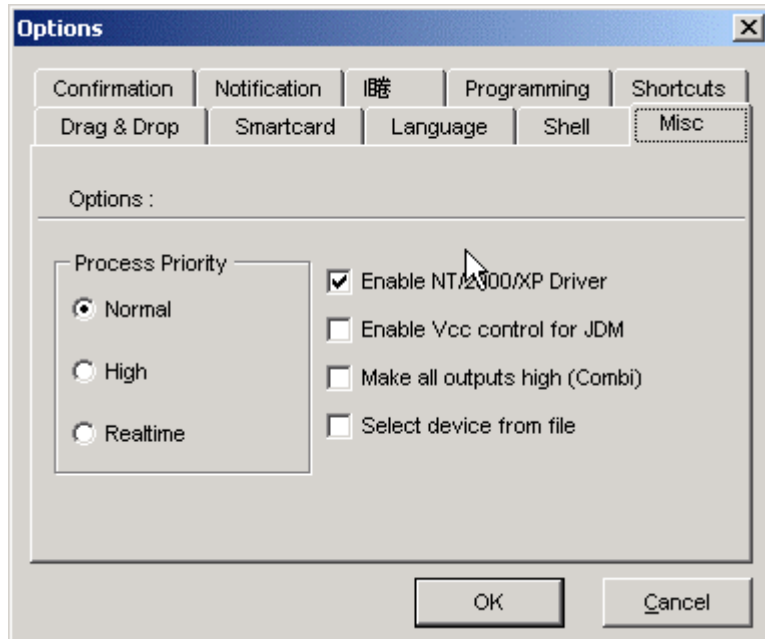 Options
Confirmation Notification I睠 Programming Shortcuts
Drag & Drop Smartcard Language Shell Misc
Options :
Process Priority
Normal
High
Realtime
Enable NT/2000/XP Driver
Enable Vcc control for JDM
Make all outputs high (Combi)
Select device from file
OK Cancel